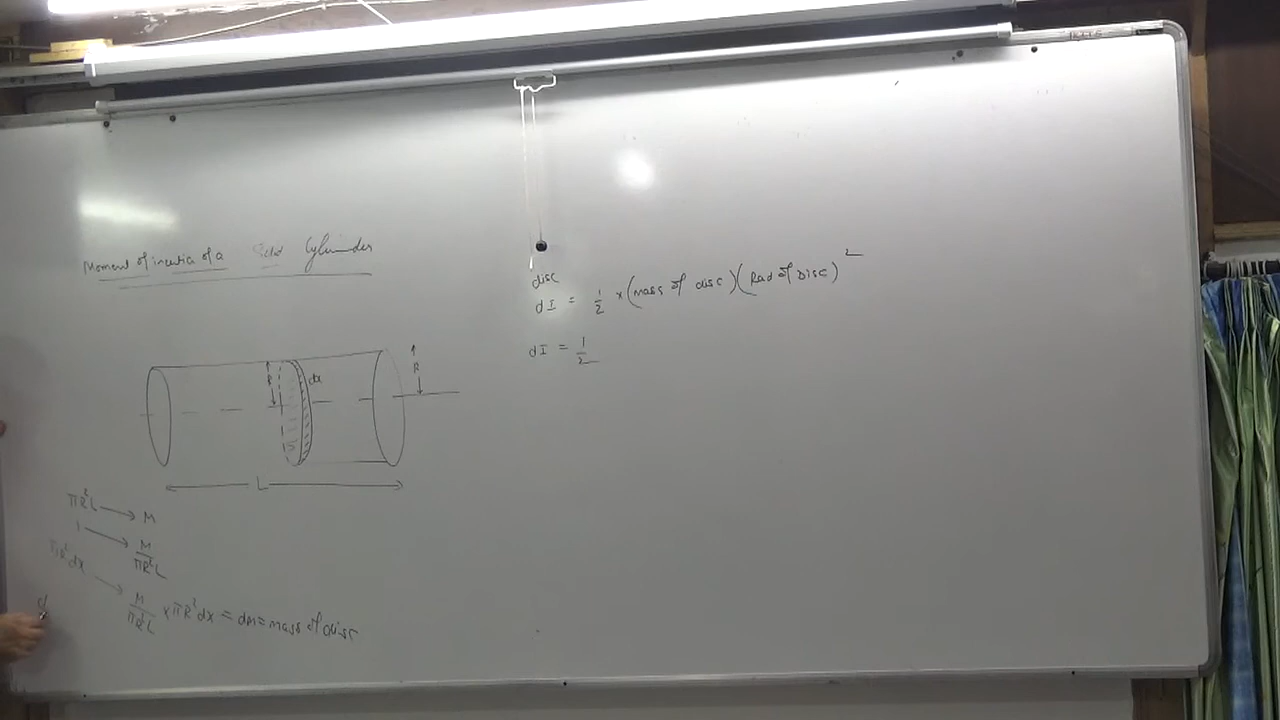 Moment of inertia of a Solid Cylinder
R
dx
R
L
πR²L → M
1 → M/πR²L
πR²dx → M/πR²L × πR²dx = dM = mass of disc
d
disc
dI = 1/2 × (mass of disc)(Rad of Disc)²
dI = 1/2